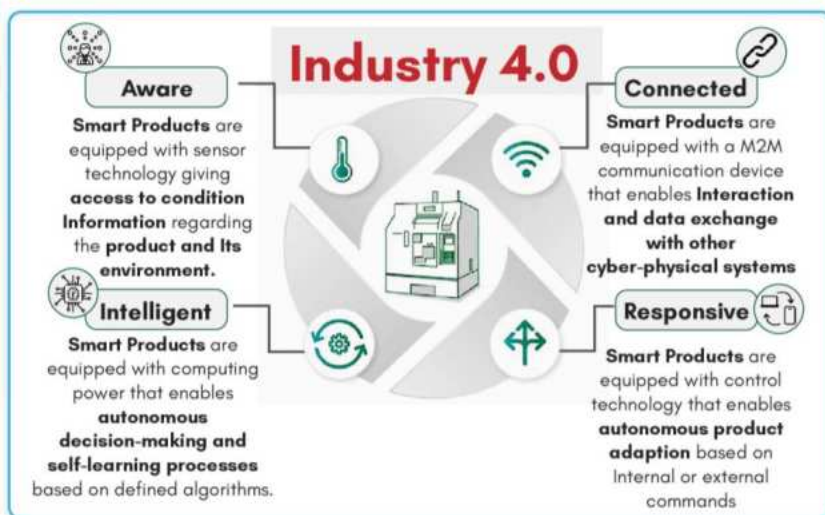 Industry 4.0
Aware
Smart Products are
equipped with sensor
technology giving
access to condition
Information regarding
the product and Its
environment.
Connected
Smart Products are
equipped with a M2M
communication device
that enables Interaction
and data exchange
with other
cyber-physical systems
Intelligent
Smart Products are
equipped with computing
power that enables
autonomous
decision-making and
self-learning processes
based on defined algorithms.
Responsive
Smart Products are
equipped with control
technology that enables
autonomous product
adaption based on
Internal or external
commands